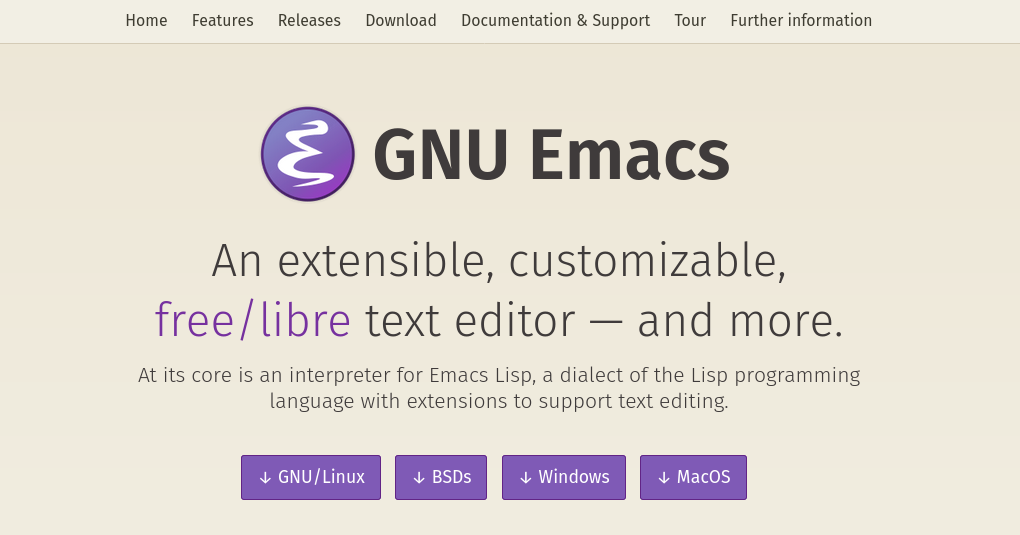 Home Features Releases Download Documentation & Support Tour Further information
GNU Emacs
An extensible, customizable,
free/libre text editor — and more.
At its core is an interpreter for Emacs Lisp, a dialect of the Lisp programming
language with extensions to support text editing.
↓ GNU/Linux ↓ BSDs ↓ Windows ↓ MacOS